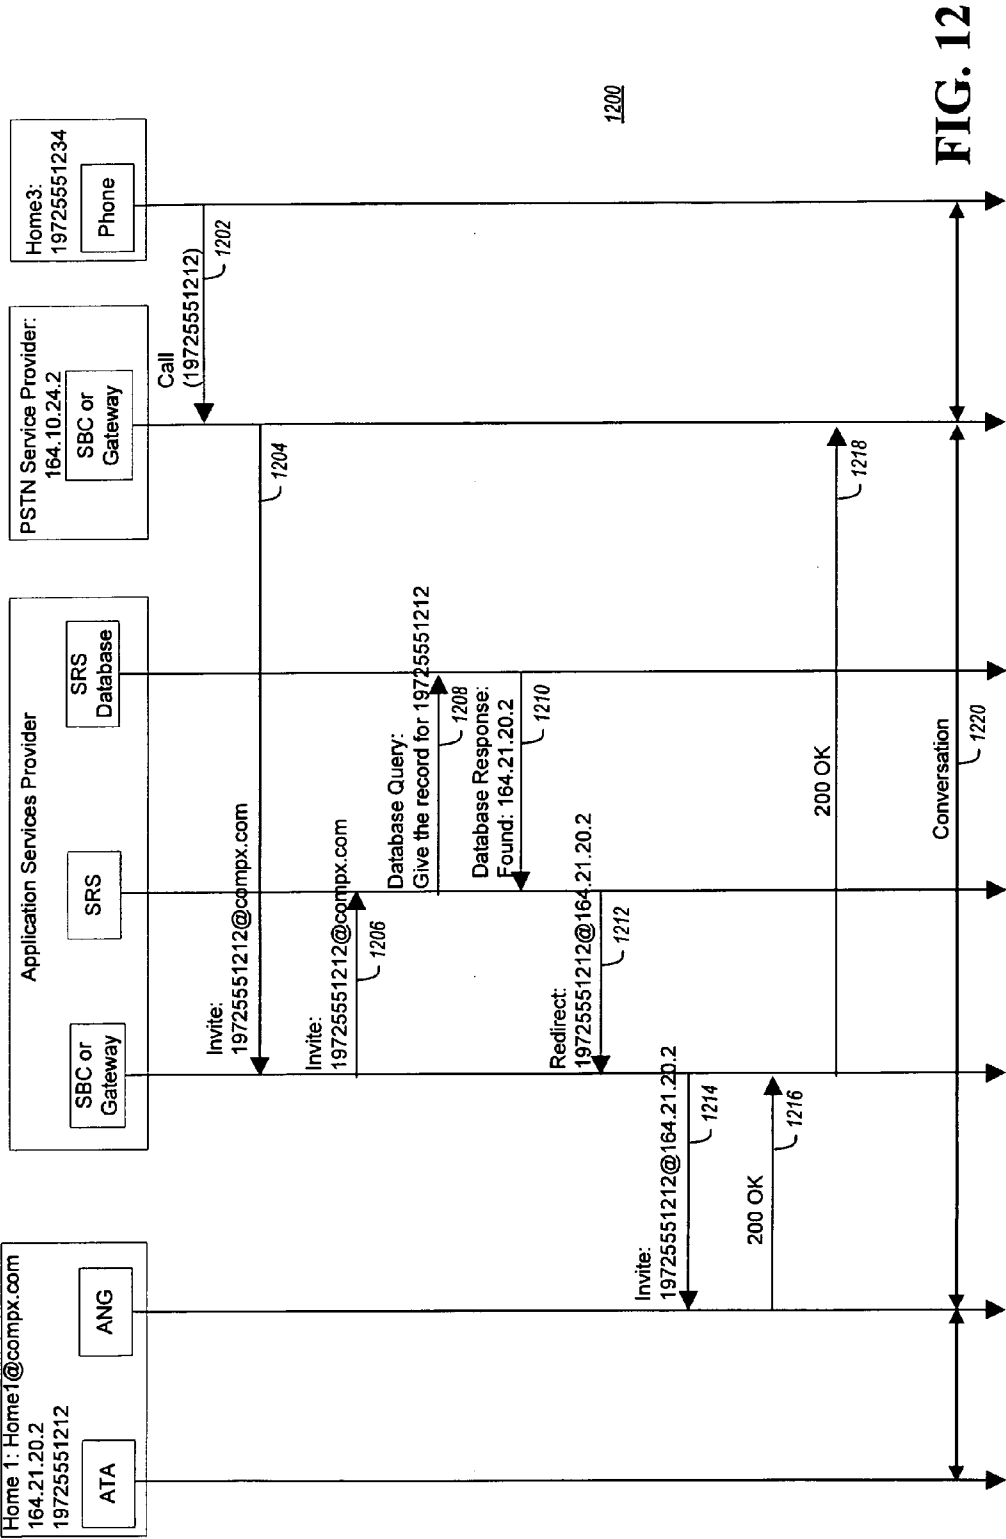 Home 1: Home1@compx.com
164.21.20.2
19725551212
ATA
ANG
Application Services Provider
SBC or
Gateway
SRS
SRS
Database
PSTN Service Provider:
164.10.24.2
SBC or
Gateway
Home3:
19725551234
Phone
Call
(19725551212)
1202
Invite:
19725551212@compx.com
1204
Invite:
19725551212@compx.com
1206
Database Query:
Give the record for 19725551212
1208
Database Response:
Found: 164.21.20.2
1210
Redirect:
19725551212@164.21.20.2
1212
Invite:
19725551212@164.21.20.2
1214
200 OK
1216
200 OK
1218
Conversation
1220
1200
FIG. 12